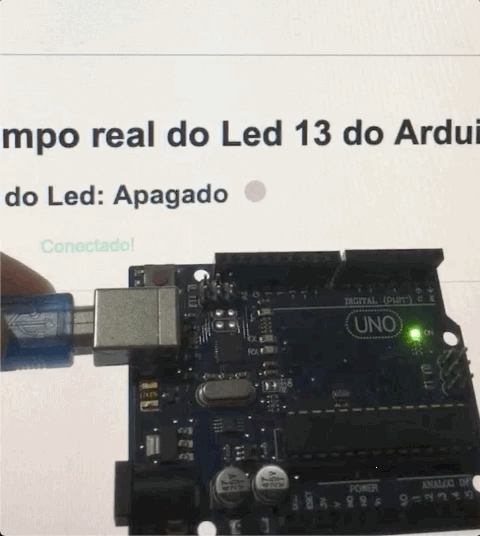 mpo real do Led 13 do Ardui
do Led: Apagado
Conectado!
DIGITAL (PWM~)
UNO
ON
POWER
ANALOG IN